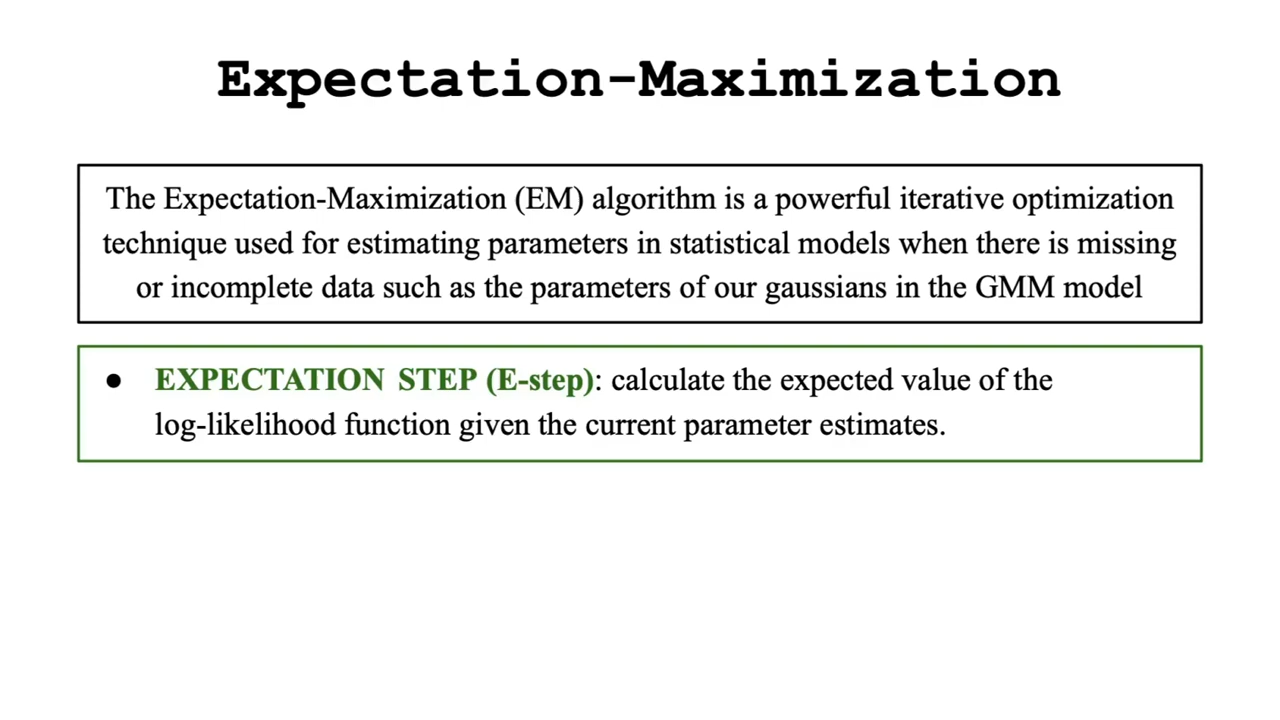 Expectation-Maximization
The Expectation-Maximization (EM) algorithm is a powerful iterative optimization
technique used for estimating parameters in statistical models when there is missing
or incomplete data such as the parameters of our gaussians in the GMM model
● EXPECTATION STEP (E-step): calculate the expected value of the
log-likelihood function given the current parameter estimates.